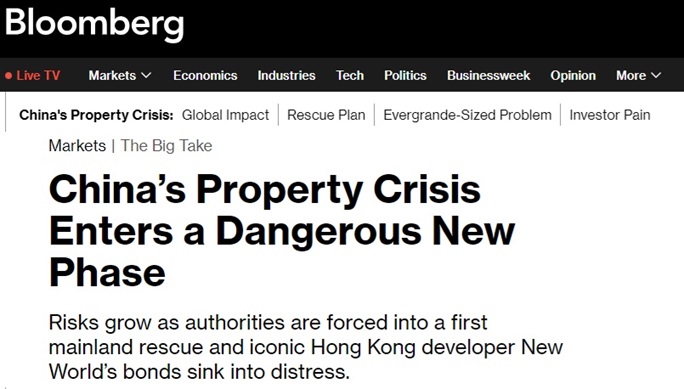 Bloomberg
Live TV Markets Economics Industries Tech Politics Businessweek Opinion More
China's Property Crisis: Global Impact | Rescue Plan | Evergrande-Sized Problem | Investor Pain
Markets | The Big Take
China’s Property Crisis
Enters a Dangerous New
Phase
Risks grow as authorities are forced into a first
mainland rescue and iconic Hong Kong developer New
World’s bonds sink into distress.